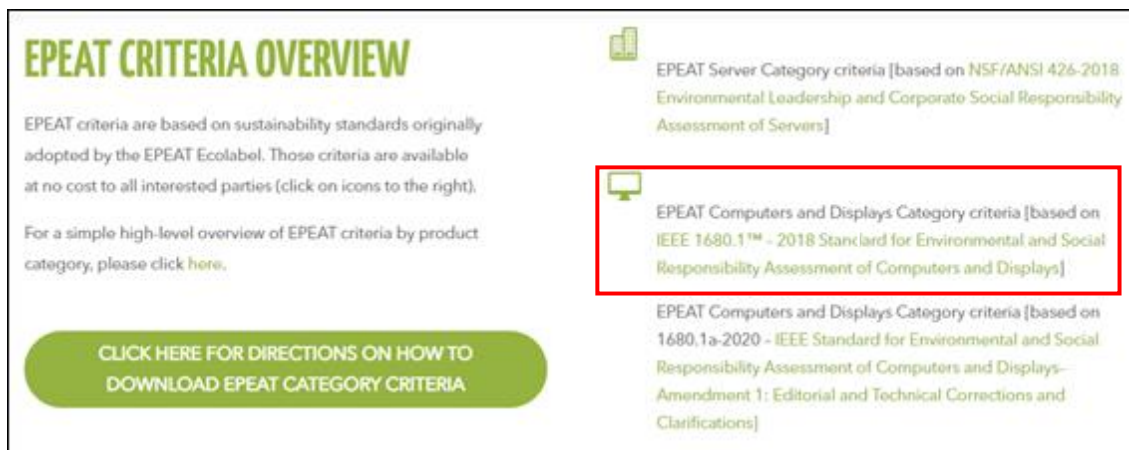 EPEAT CRITERIA OVERVIEW
EPEAT criteria are based on sustainability standards originally
adopted by the EPEAT Ecolabel. Those criteria are available
at no cost to all interested parties (click on icons to the right).
For a simple high-level overview of EPEAT criteria by product
category, please click here.
CLICK HERE FOR DIRECTIONS ON HOW TO
DOWNLOAD EPEAT CATEGORY CRITERIA
EPEAT Server Category criteria [based on NSF/ANSI 426-2018
Environmental Leadership and Corporate Social Responsibility
Assessment of Servers]
EPEAT Computers and Displays Category criteria [based on
IEEE 1680.1™ - 2018 Standard for Environmental and Social
Responsibility Assessment of Computers and Displays]
EPEAT Computers and Displays Category criteria [based on
1680.1a-2020 - IEEE Standard for Environmental and Social
Responsibility Assessment of Computers and Displays-
Amendment 1: Editorial and Technical Corrections and
Clarifications]